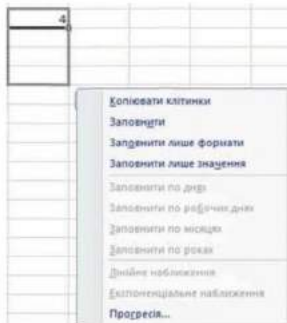 4
Копіювати клітинки
Заповнити
Заповнити лише формати
Заповнити лише значення
Заповнити по днях
Заповнити по робочих днях
Заповнити по місяцях
Заповнити по роках
Лінійне наближення
Експоненціальне наближення
Прогресія...